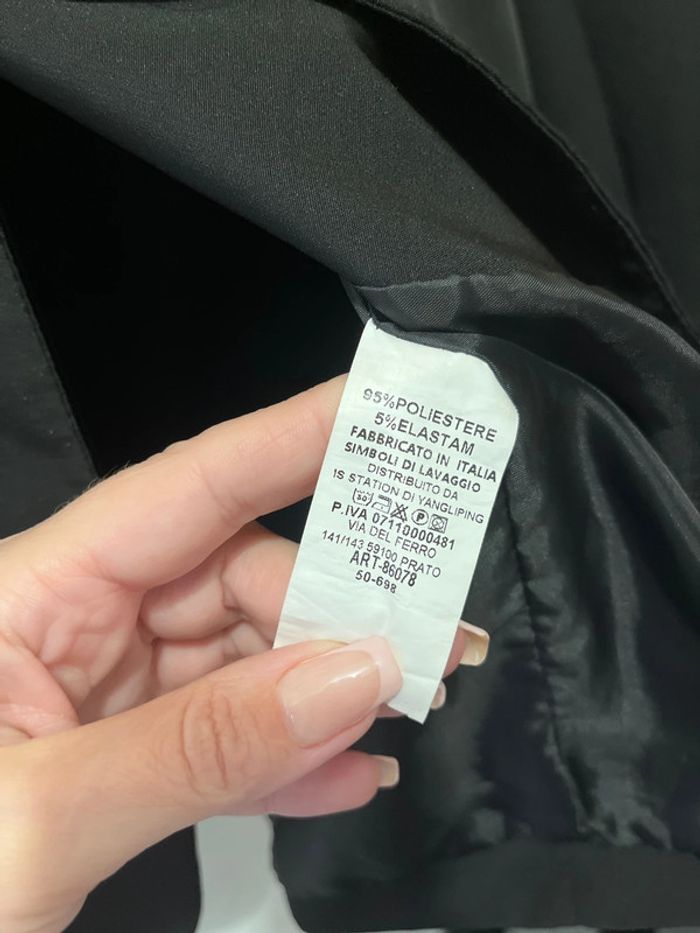 95%POLIESTERE
5%ELASTAM
FABBRICATO IN ITALIA
SIMBOLI DI LAVAGGIO
DISTRIBUITO DA
IS STATION DI YANGLIPING
30 P
P.IVA 07110000481
VIA DEL FERRO
141/143 59100 PRATO
ART-86078
50-698